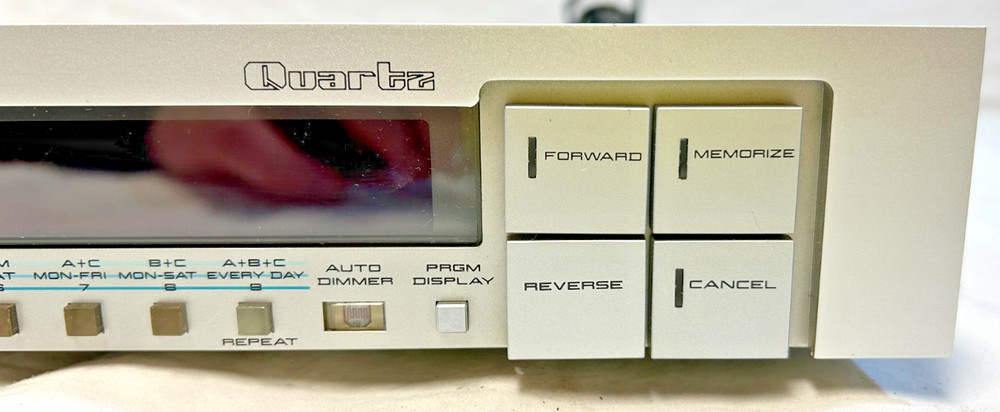 Quartz
FORWARD
MEMORIZE
REVERSE
CANCEL
A+C B+C A+B+C
MON-FRI MON-SAT EVERY DAY
7 8 9
AUTO
DIMMER
PRGM
DISPLAY
REPEAT